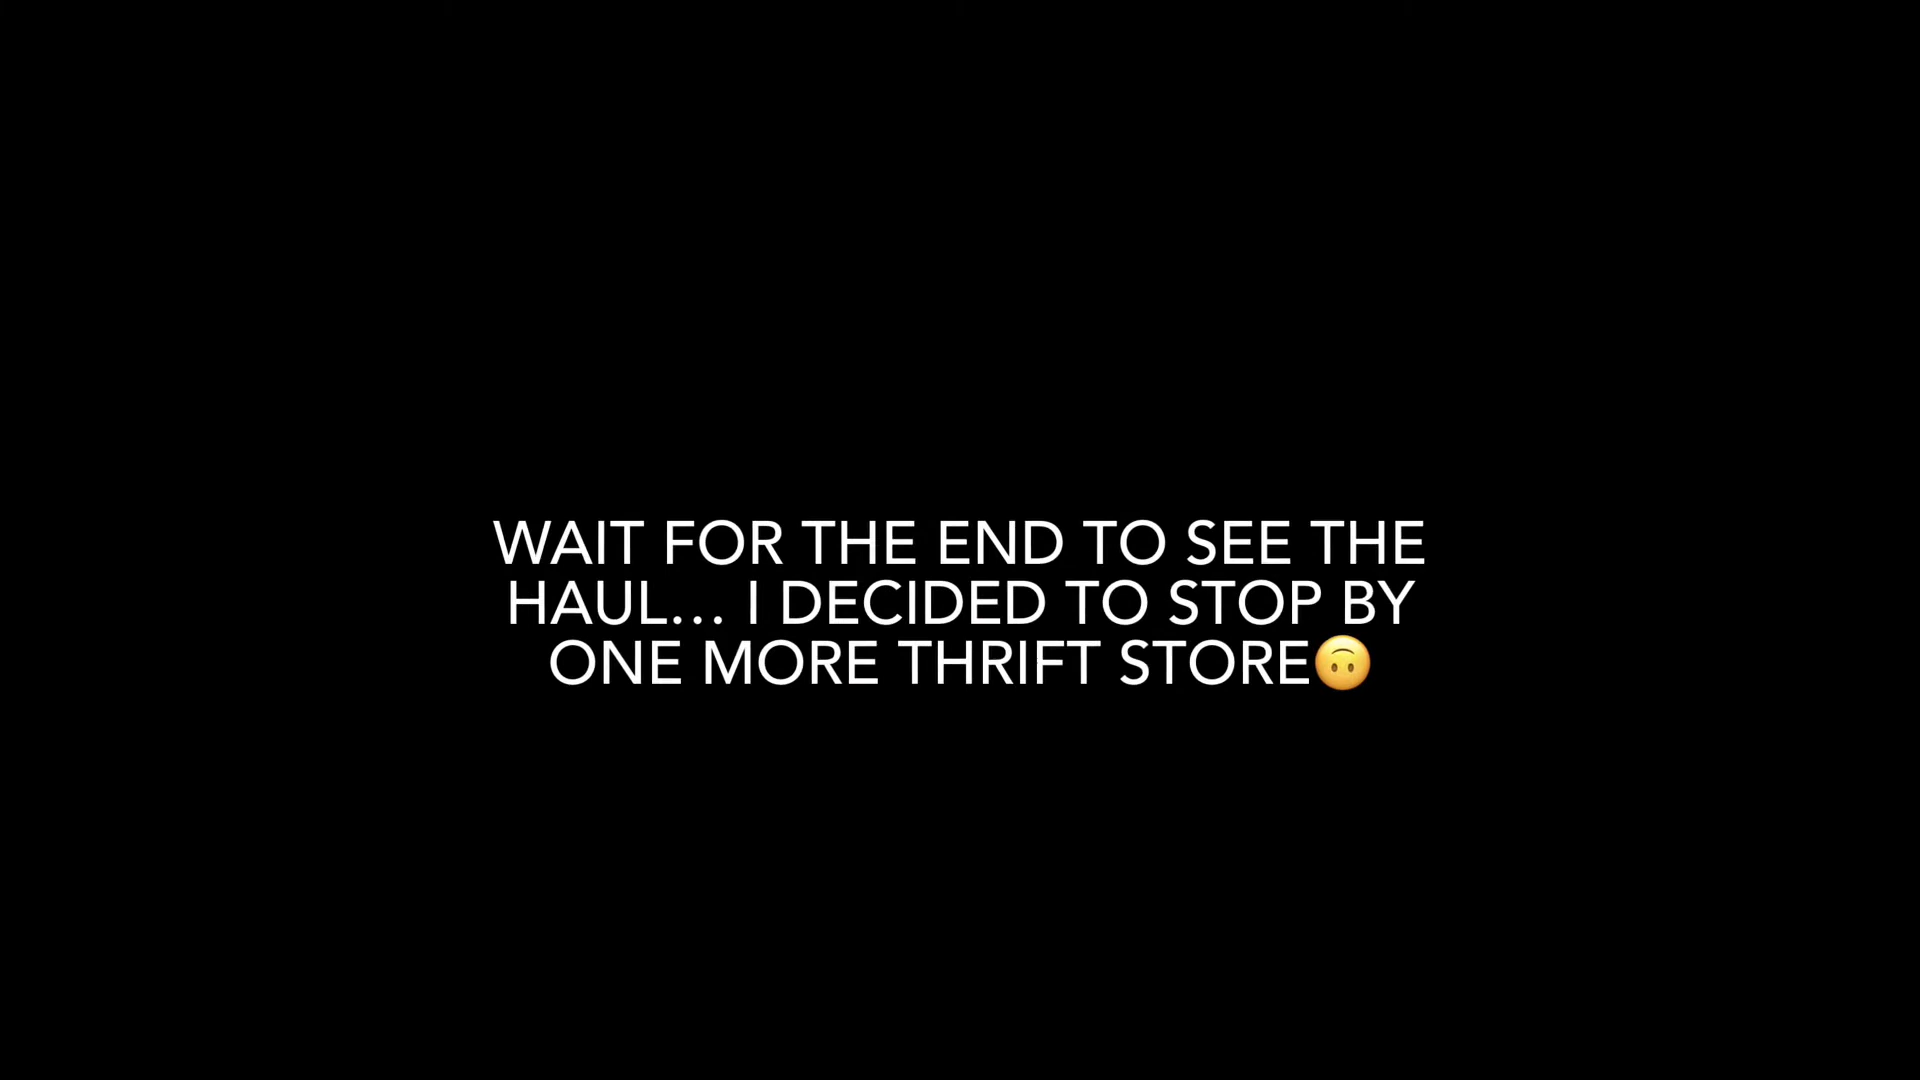 WAIT FOR THE END TO SEE THE
HAUL... I DECIDED TO STOP BY
ONE MORE THRIFT STORE🙃